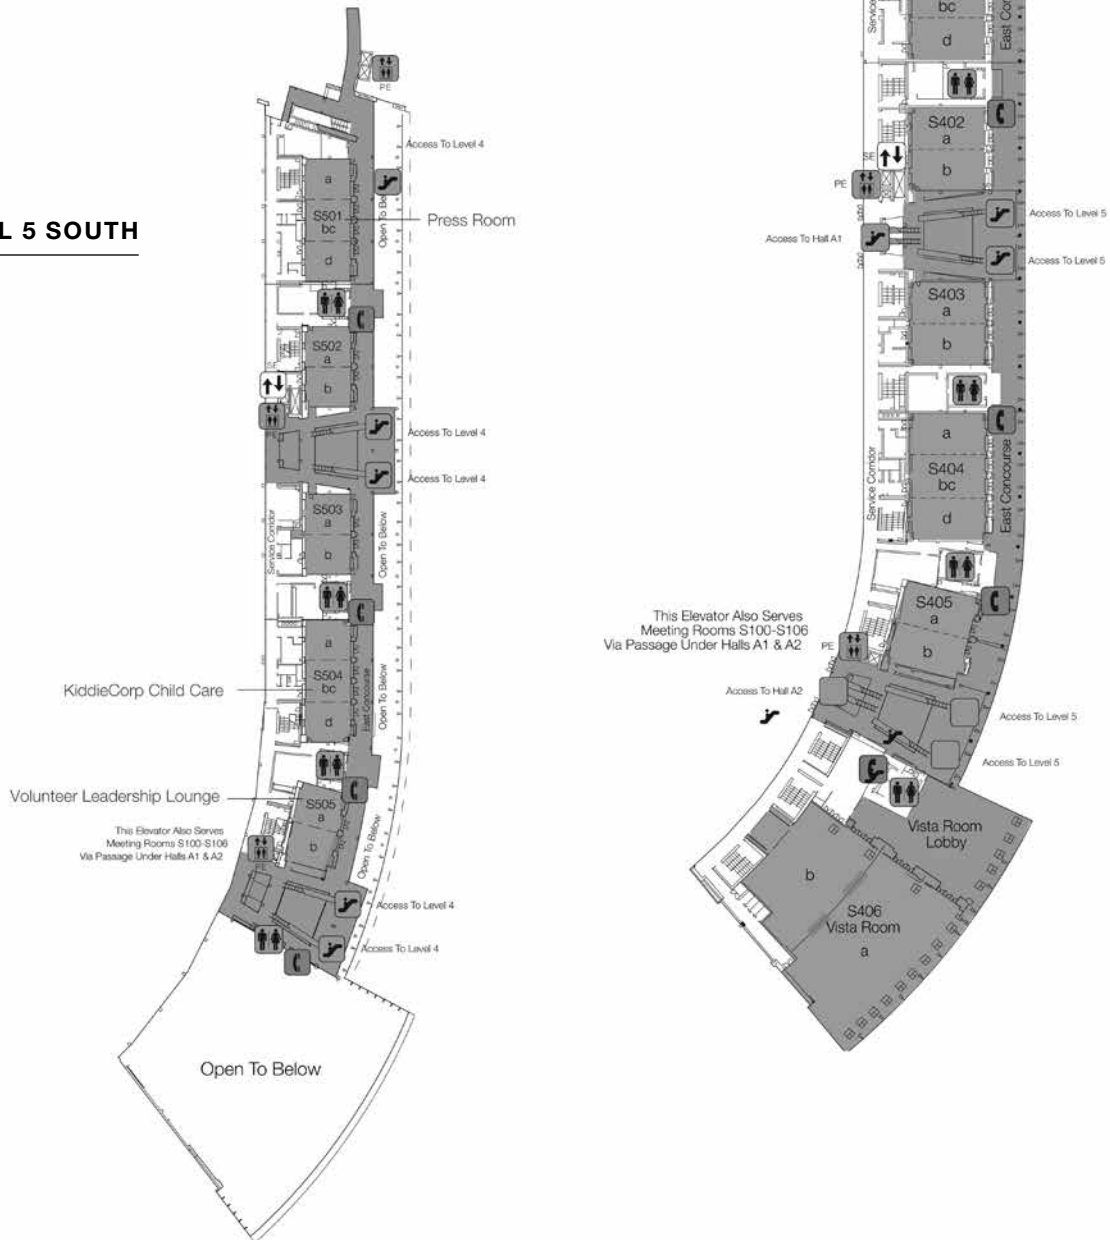 PE
Access To Level 4
L 5 SOUTH
a
S501
bc
d
Press Room
Open To Below
S502
a
b
SE
PE
Access To Level 4
Access To Level 4
S503
a
b
Service Corridor
Open To Below
a
S504
bc
d
KiddieCorp Child Care
East Concourse
Open To Below
Volunteer Leadership Lounge
S505
a
b
This Elevator Also Serves
Meeting Rooms S100-S106
Via Passage Under Halls A1 & A2
PE
Open To Below
Access To Level 4
Access To Level 4
Open To Below
Service
bc
d
East Co
S402
a
b
SE
PE
Access To Level 5
Access To Hall A1
Access To Level 5
S403
a
b
a
S404
bc
d
Service Corridor
East Concourse
S405
a
b
This Elevator Also Serves
Meeting Rooms S100-S106
Via Passage Under Halls A1 & A2
PE
Access To Hall A2
Access To Level 5
Access To Level 5
Vista Room
Lobby
b
S406
Vista Room
a